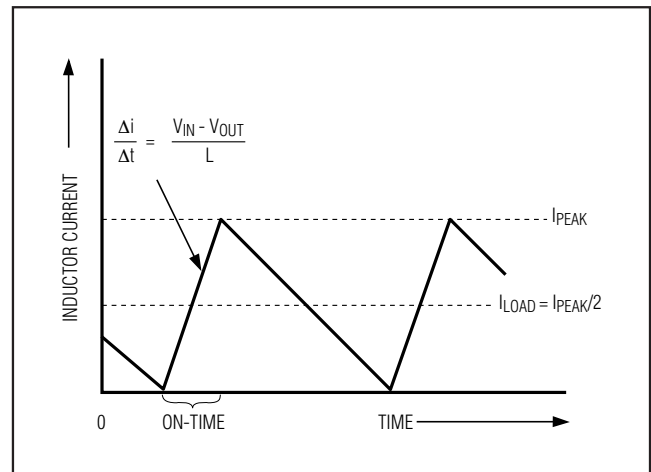 INDUCTOR CURRENT
Δi/Δt = VIN - VOUT/L
IPEAK
ILOAD = IPEAK/2
0 ON-TIME TIME